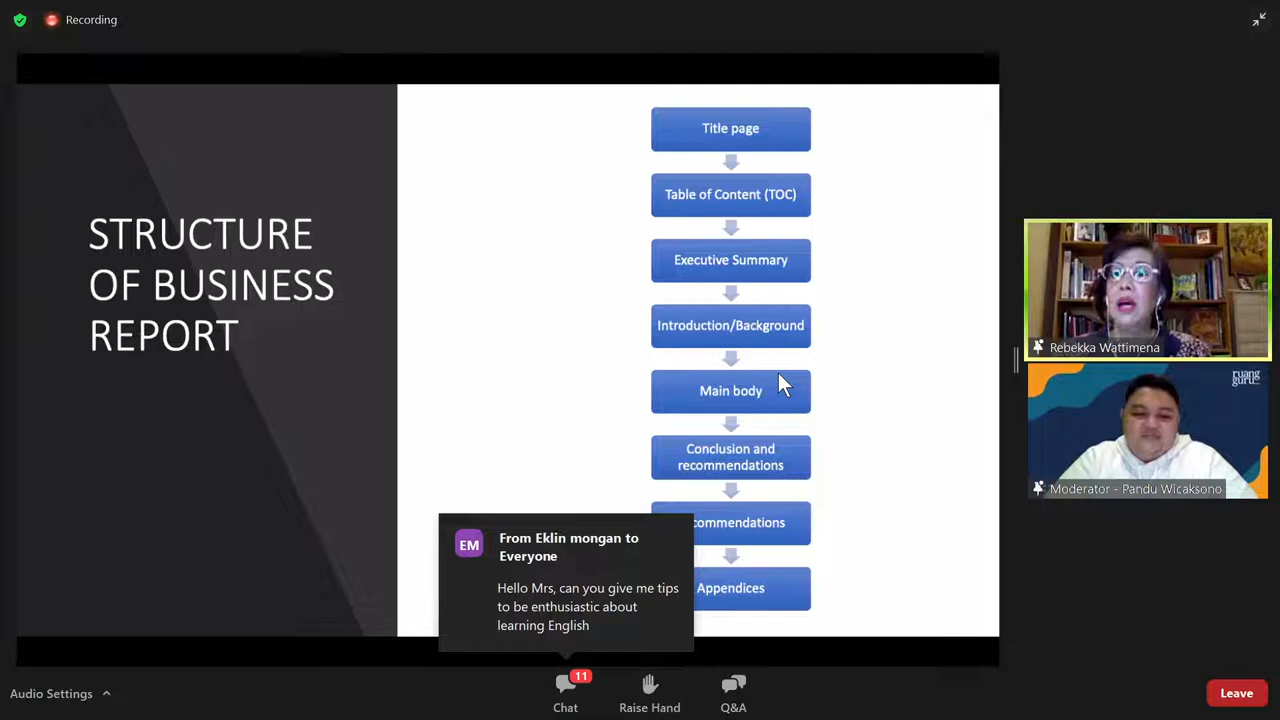 Recording
STRUCTURE
OF BUSINESS
REPORT
Title page
Table of Content (TOC)
Executive Summary
Introduction/Background
Main body
Conclusion and
recommendations
commendations
Appendices
From Eklin mongan to
Everyone
EM
Hello Mrs, can you give me tips
to be enthusiastic about
learning English
Rebekka Wattimena
ruang
guru
Moderator - Pandu Wicaksono
Audio Settings
11
Chat
Raise Hand
Q&A
Leave